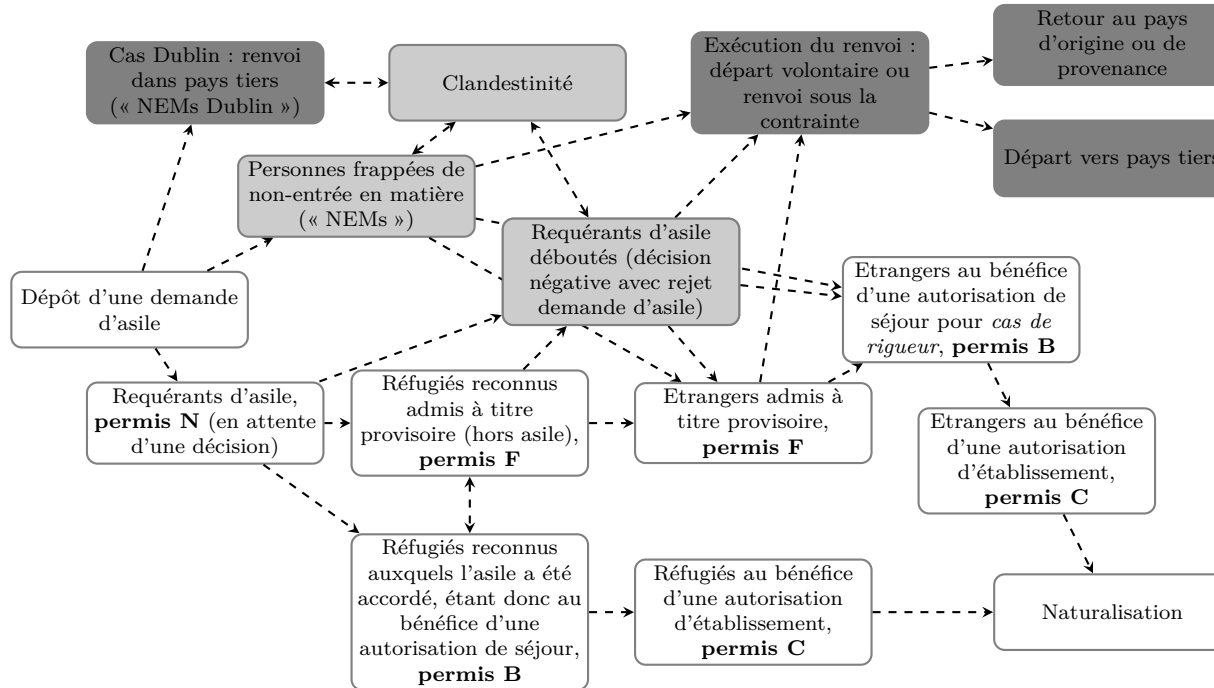 Cas Dublin : renvoi
dans pays tiers
(« NEMs Dublin »)
Clandestinité
Exécution du renvoi :
départ volontaire ou
renvoi sous la
contrainte
Retour au pays
d'origine ou de
provenance
Départ vers pays tiers
Personnes frappées de
non-entrée en matière
(« NEMs »)
Requérants d'asile
déboutés (décision
négative avec rejet
demande d'asile)
Dépôt d'une demande
d'asile
Etrangers au bénéfice
d'une autorisation de
séjour pour cas de
rigueur, permis B
Requérants d'asile,
permis N (en attente
d'une décision)
Réfugiés reconnus
admis à titre
provisoire (hors asile),
permis F
Etrangers admis à
titre provisoire,
permis F
Etrangers au bénéfice
d'une autorisation
d'établissement,
permis C
Réfugiés reconnus
auxquels l'asile a été
accordé, étant donc au
bénéfice d'une
autorisation de séjour,
permis B
Réfugiés au bénéfice
d'une autorisation
d'établissement,
permis C
Naturalisation